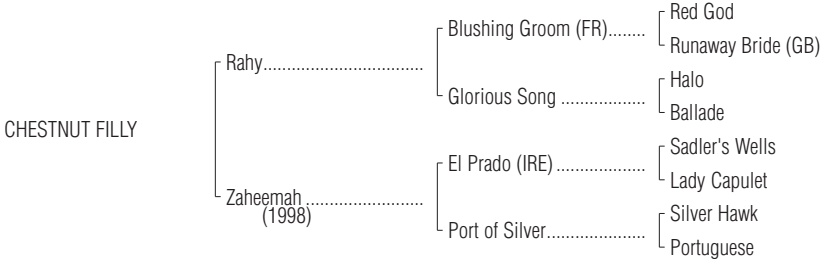 Red God
Blushing Groom (FR)........
Runaway Bride (GB)
Rahy................................
Halo
Glorious Song .................
Ballade
CHESTNUT FILLY
Sadler's Wells
El Prado (IRE) ..................
Lady Capulet
Zaheemah .......................
(1998)
Silver Hawk
Port of Silver....................
Portuguese